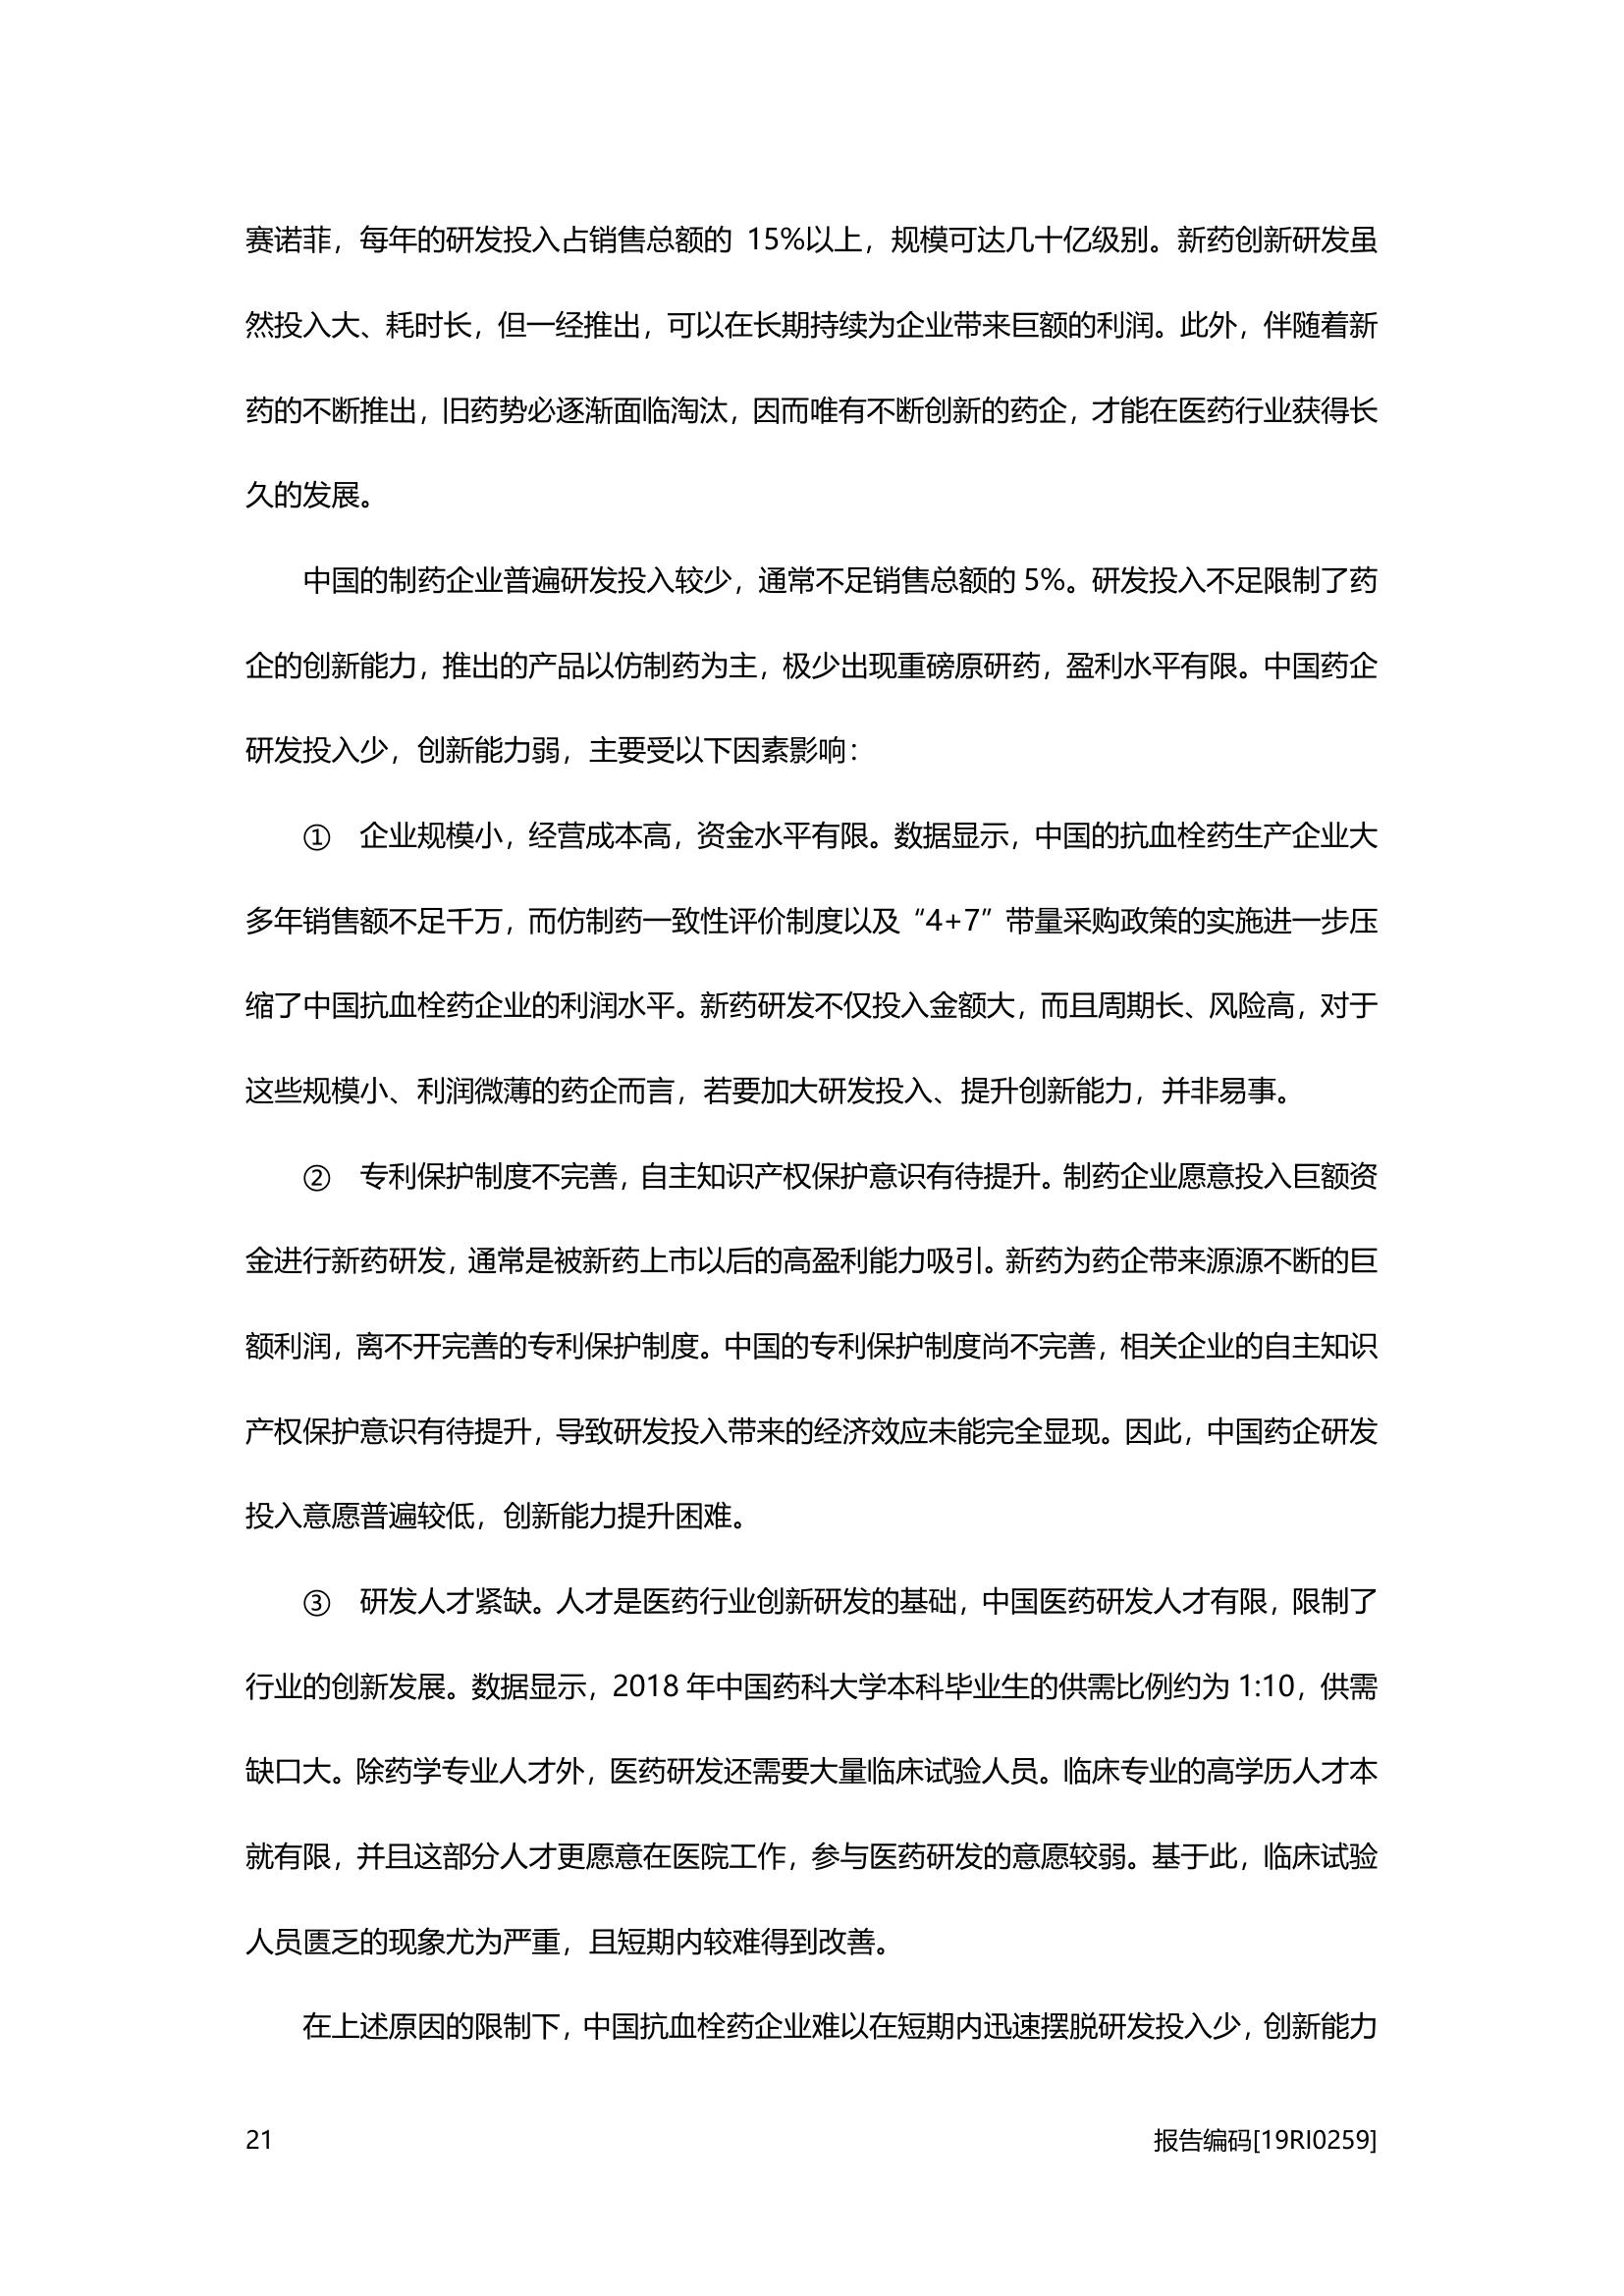 赛诺菲，每年的研发投入占销售总额的 15%以上，规模可达几十亿级别。新药创新研发虽
然投入大、耗时长，但一经推出，可以在长期持续为企业带来巨额的利润。此外，伴随着新
药的不断推出，旧药势必逐渐面临淘汰，因而唯有不断创新的药企，才能在医药行业获得长
久的发展。
中国的制药企业普遍研发投入较少，通常不足销售总额的 5%。研发投入不足限制了药
企的创新能力，推出的产品以仿制药为主，极少出现重磅原研药，盈利水平有限。中国药企
研发投入少，创新能力弱，主要受以下因素影响：
① 企业规模小，经营成本高，资金水平有限。数据显示，中国的抗血栓药生产企业大
多年销售额不足千万，而仿制药一致性评价制度以及“4+7”带量采购政策的实施进一步压
缩了中国抗血栓药企业的利润水平。新药研发不仅投入金额大，而且周期长、风险高，对于
这些规模小、利润微薄的药企而言，若要加大研发投入、提升创新能力，并非易事。
② 专利保护制度不完善，自主知识产权保护意识有待提升。制药企业愿意投入巨额资
金进行新药研发，通常是被新药上市以后的高盈利能力吸引。新药为药企带来源源不断的巨
额利润，离不开完善的专利保护制度。中国的专利保护制度尚不完善，相关企业的自主知识
产权保护意识有待提升，导致研发投入带来的经济效应未能完全显现。因此，中国药企研发
投入意愿普遍较低，创新能力提升困难。
③ 研发人才紧缺。人才是医药行业创新研发的基础，中国医药研发人才有限，限制了
行业的创新发展。数据显示，2018 年中国药科大学本科毕业生的供需比例约为 1:10，供需
缺口大。除药学专业人才外，医药研发还需要大量临床试验人员。临床专业的高学历人才本
就有限，并且这部分人才更愿意在医院工作，参与医药研发的意愿较弱。基于此，临床试验
人员匮乏的现象尤为严重，且短期内较难得到改善。
在上述原因的限制下，中国抗血栓药企业难以在短期内迅速摆脱研发投入少，创新能力
21 报告编码[19RI0259]